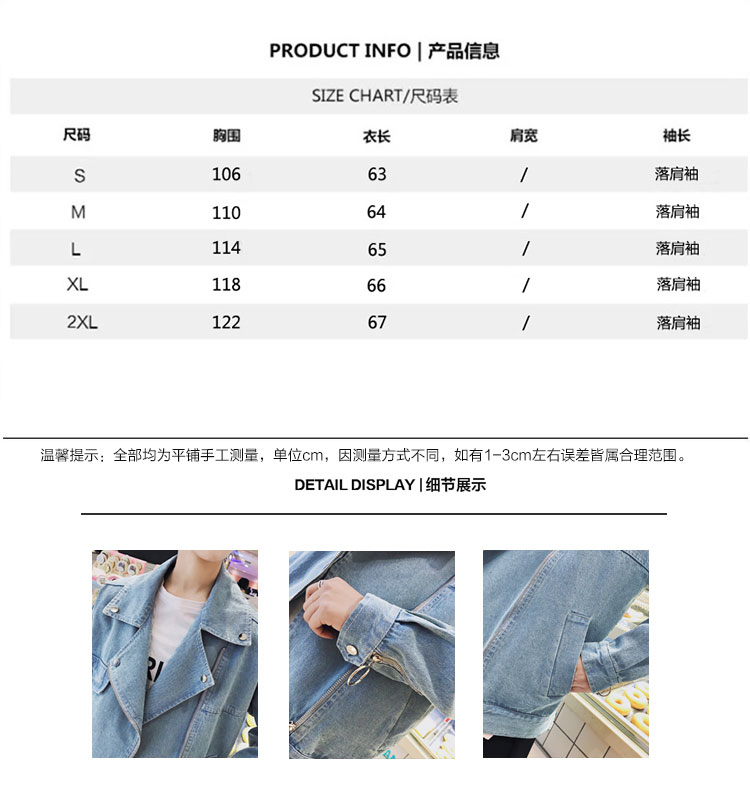 PRODUCT INFO | 产品信息
SIZE CHART/尺码表
尺码 胸围 衣长 肩宽 袖长
S 106 63 / 落肩袖
M 110 64 / 落肩袖
L 114 65 / 落肩袖
XL 118 66 / 落肩袖
2XL 122 67 / 落肩袖
温馨提示：全部均为平铺手工测量，单位cm，因测量方式不同，如有1-3cm左右误差皆属合理范围。
DETAIL DISPLAY | 细节展示